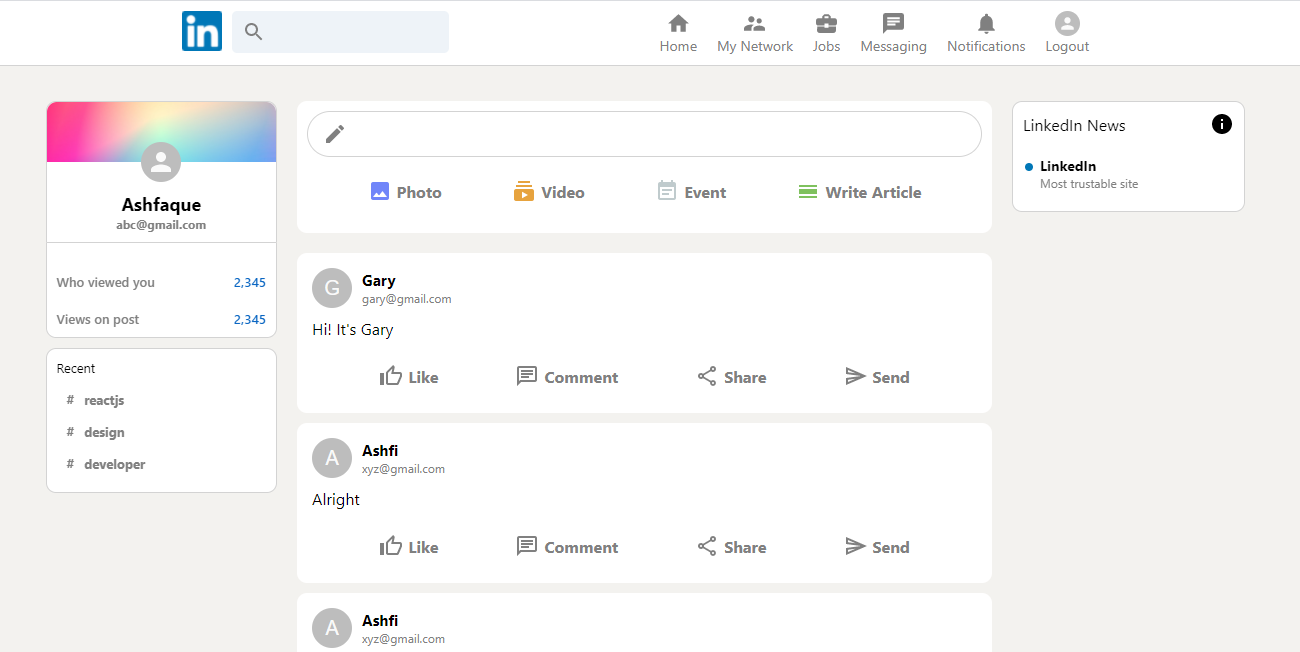 in
Home
My Network
Jobs
Messaging
Notifications
Logout
Ashfaque
abc@gmail.com
Who viewed you 2,345
Views on post 2,345
Recent
# reactjs
# design
# developer
Photo
Video
Event
Write Article
G
Gary
gary@gmail.com
Hi! It's Gary
Like
Comment
Share
Send
A
Ashfi
xyz@gmail.com
Alright
Like
Comment
Share
Send
A
Ashfi
xyz@gmail.com
LinkedIn News
LinkedIn
Most trustable site